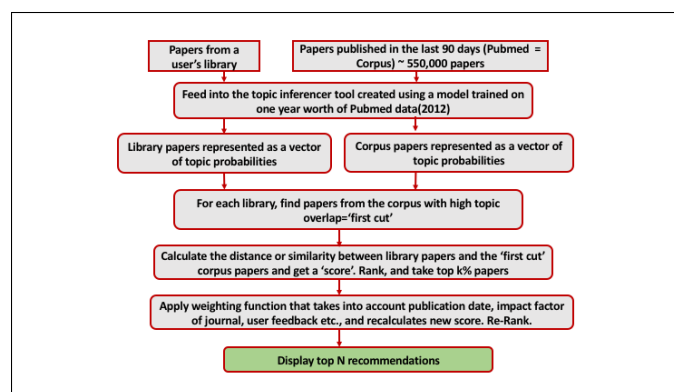 Papers from a
user's library
Papers published in the last 90 days (Pubmed =
Corpus) ~ 550,000 papers
Feed into the topic inferencer tool created using a model trained on
one year worth of Pubmed data(2012)
Library papers represented as a vector
of topic probabilities
Corpus papers represented as a vector of
topic probabilities
For each library, find papers from the corpus with high topic
overlap='first cut'
Calculate the distance or similarity between library papers and the 'first cut'
corpus papers and get a 'score'. Rank, and take top k% papers
Apply weighting function that takes into account publication date, impact factor
of journal, user feedback etc., and recalculates new score. Re-Rank.
Display top N recommendations